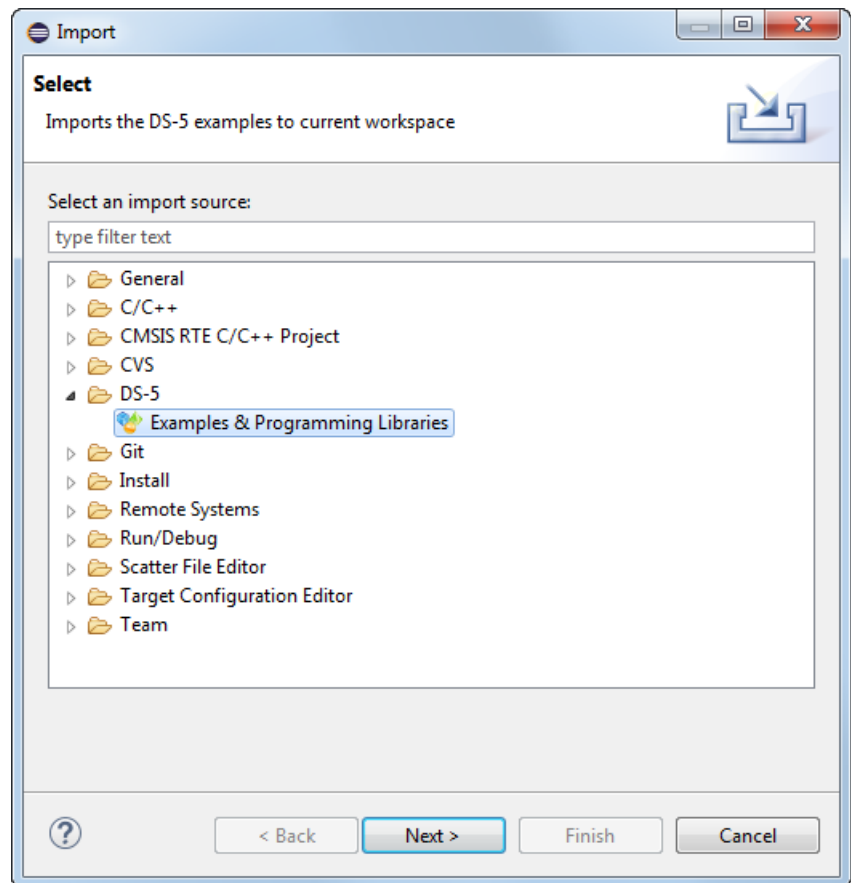 Import
Select
Imports the DS-5 examples to current workspace
Select an import source:
type filter text
General
C/C++
CMSIS RTE C/C++ Project
CVS
DS-5
Examples & Programming Libraries
Git
Install
Remote Systems
Run/Debug
Scatter File Editor
Target Configuration Editor
Team
? < Back Next > Finish Cancel